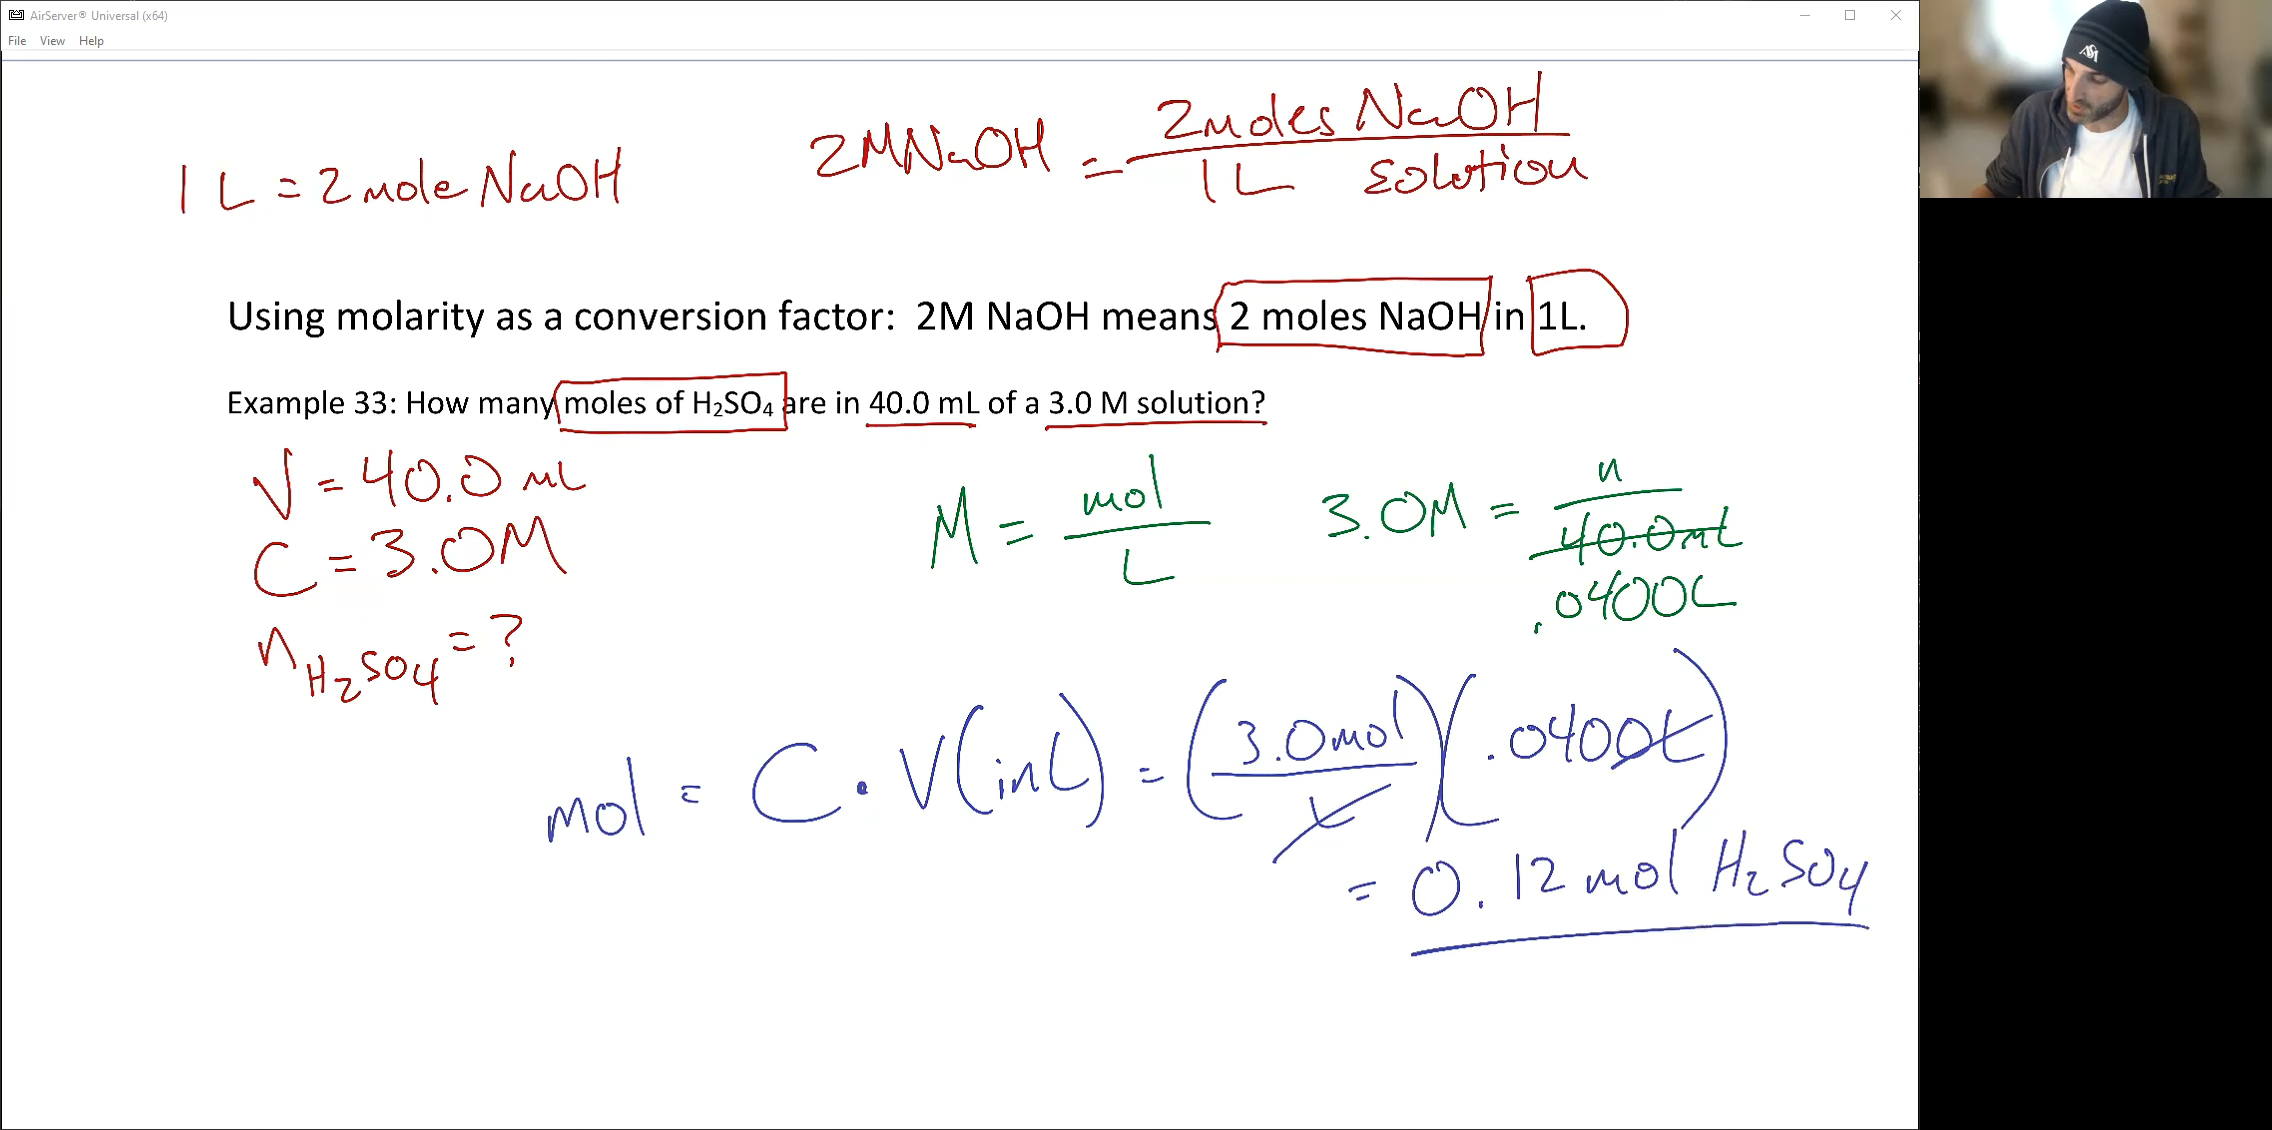 AirServer® Universal (x64)
File View Help
2 moles NaOH
2M NaOH =
1 L Solution
1 L = 2 mole NaOH
Using molarity as a conversion factor: 2M NaOH means 2 moles NaOH in 1L.
Example 33: How many moles of H₂SO₄ are in 40.0 mL of a 3.0 M solution?
V = 40.0 mL
C = 3.0M
n H₂SO₄ = ?
M = mol / L
3.0M = n / 40.0mL
.0400L
mol = C · V (in L) = (3.0mol / L)(.0400L)
= 0.12 mol H₂SO₄